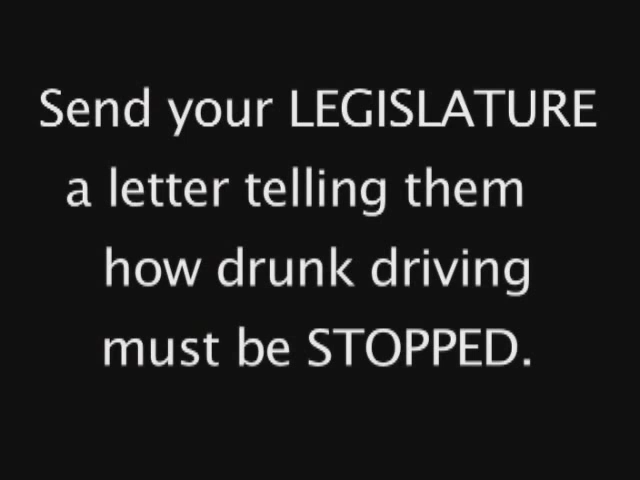 Send your LEGISLATURE
a letter telling them
how drunk driving
must be STOPPED.